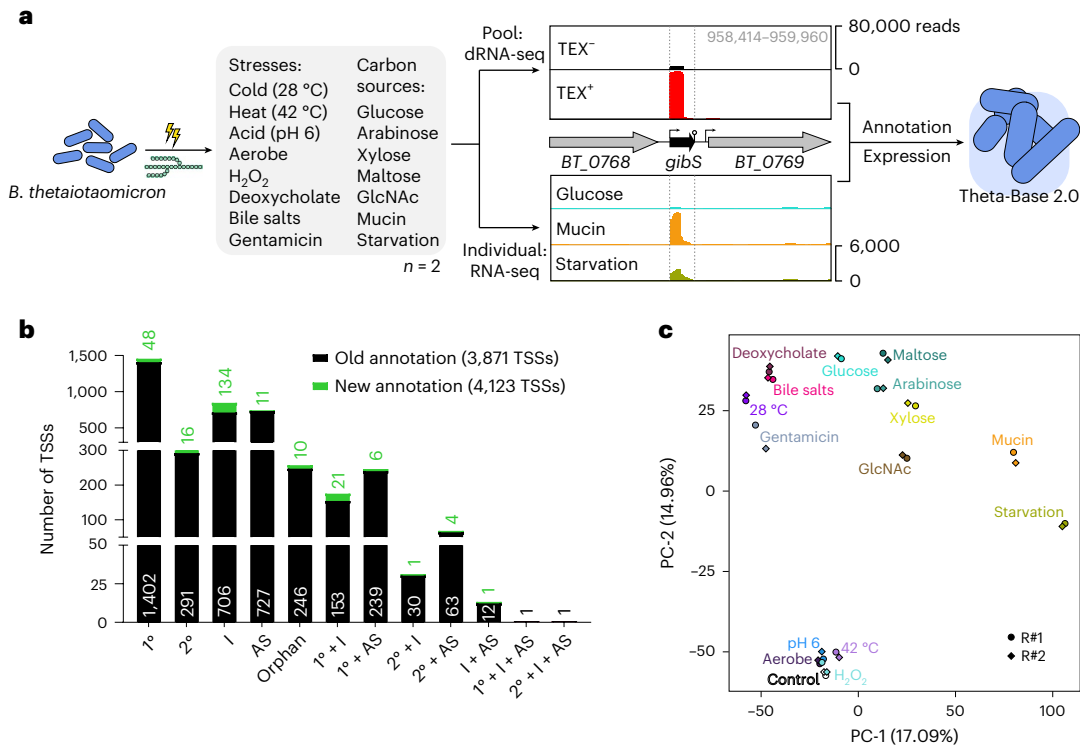 a
B. thetaiotaomicron
Stresses:
Cold (28 °C)
Heat (42 °C)
Acid (pH 6)
Aerobe
H2O2
Deoxycholate
Bile salts
Gentamicin
Carbon
sources:
Glucose
Arabinose
Xylose
Maltose
GlcNAc
Mucin
Starvation
n = 2
Pool:
dRNA-seq
Individual:
RNA-seq
958,414–959,960
TEX⁻
TEX⁺
80,000 reads
0
BT_0768
gibS
BT_0769
Glucose
Mucin
Starvation
6,000
0
Annotation
Expression
Theta-Base 2.0
b
Number of TSSs
1,500
1,000
500
300
200
100
50
25
0
Old annotation (3,871 TSSs)
New annotation (4,123 TSSs)
48
16
134
11
10
21
6
1
4
1
1
1
1,402
291
706
727
246
153
239
30
63
12
1°
2°
I
AS
Orphan
1° + I
1° + AS
2° + I
2° + AS
I + AS
1° + I + AS
2° + I + AS
c
PC-2 (14.96%)
25
0
−25
−50
Deoxycholate
Glucose
Maltose
Bile salts
Arabinose
28 °C
Xylose
Gentamicin
Mucin
GlcNAc
Starvation
pH 6
42 °C
Aerobe
Control
H2O2
R#1
R#2
−50
0
50
100
PC-1 (17.09%)